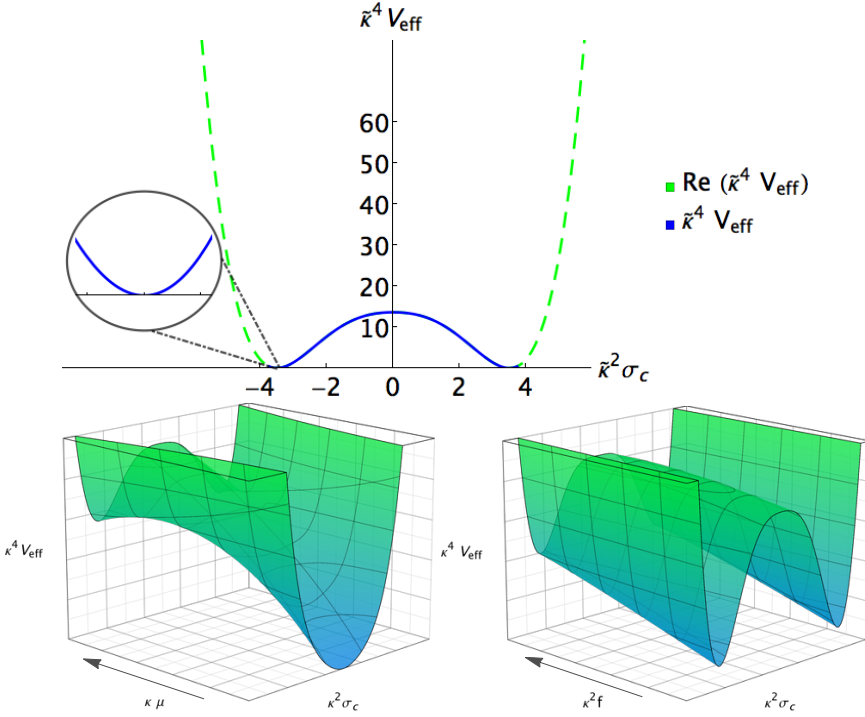 κ̃⁴ V_eff
60
50
40
30
20
10
−4 −2 0 2 4
κ̃² σ_c
Re (κ̃⁴ V_eff)
κ̃⁴ V_eff
κ⁴ V_eff
κ μ
κ² σ_c
κ⁴ V_eff
κ² f
κ² σ_c